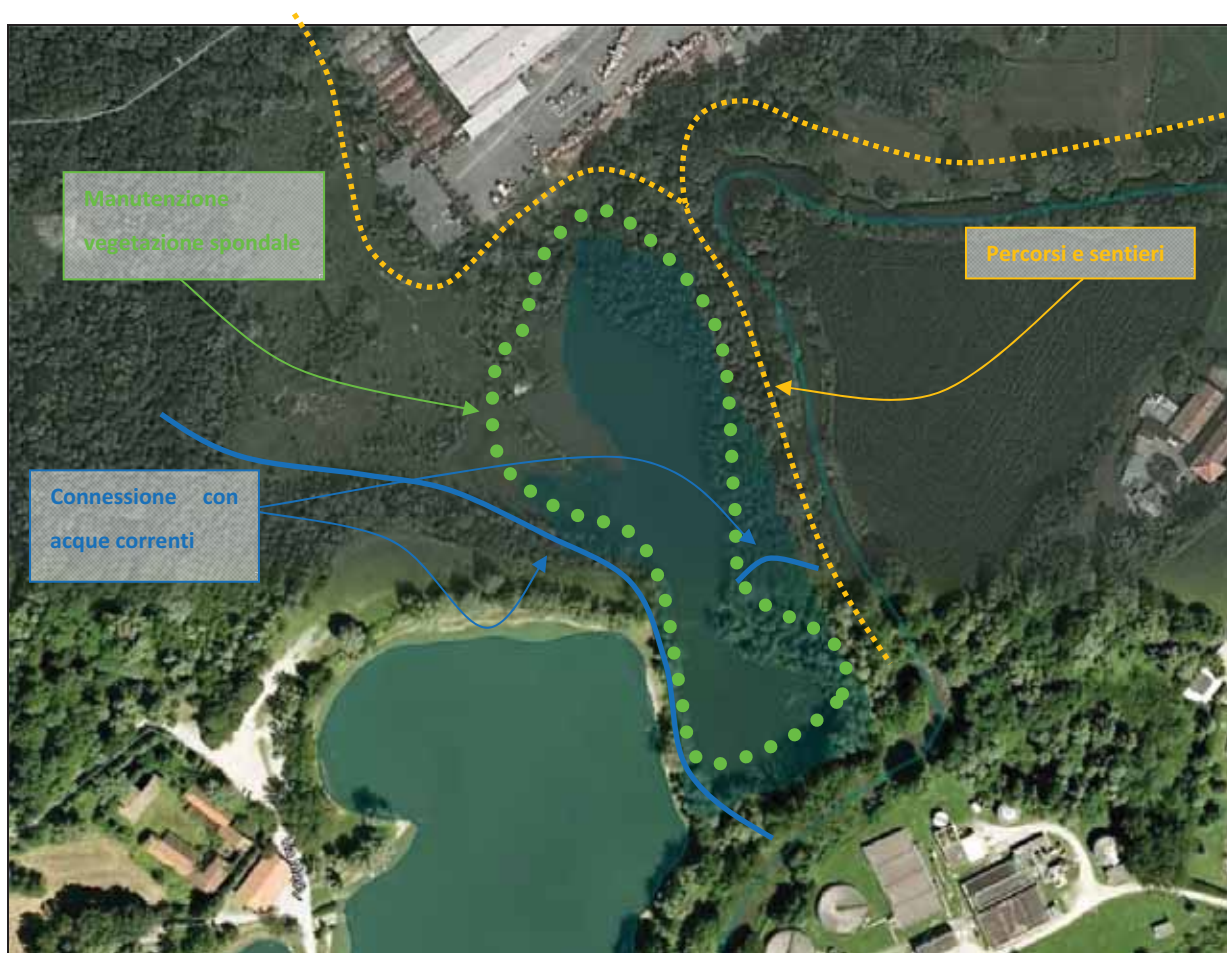 Manutenzione
vegetazione spondale
Percorsi e sentieri
Connessione con
acque correnti